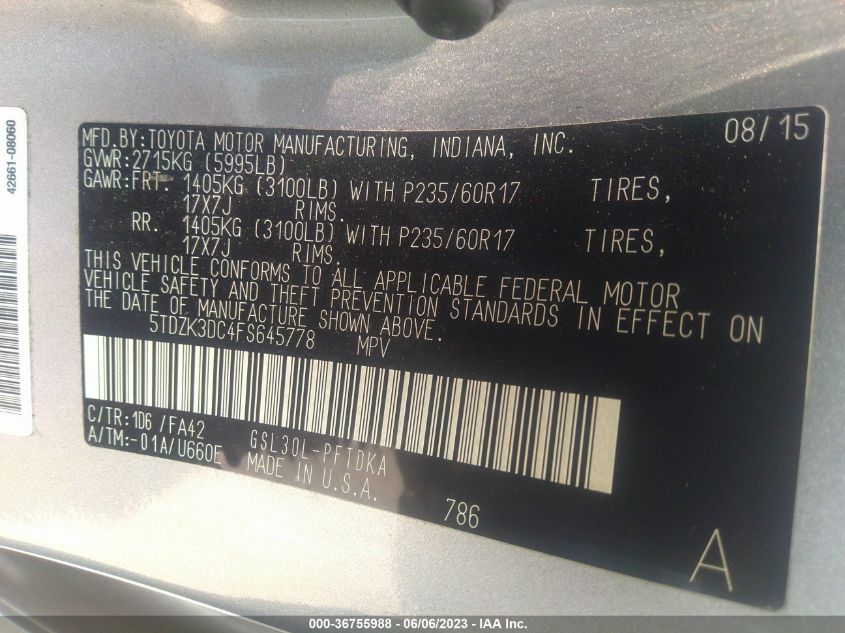 42661-08060
MFD.BY:TOYOTA MOTOR MANUFACTURING, INDIANA, INC. 08/15
GVWR:2715KG (5995LB)
GAWR:FRT. 1405KG (3100LB) WITH P235/60R17 TIRES,
17X7J RIMS.
RR. 1405KG (3100LB) WITH P235/60R17 TIRES,
17X7J RIMS.
THIS VEHICLE CONFORMS TO ALL APPLICABLE FEDERAL MOTOR
VEHICLE SAFETY AND THEFT PREVENTION STANDARDS IN EFFECT ON
THE DATE OF MANUFACTURE SHOWN ABOVE.
5TDZK3DC4FS645778 MPV
C/TR:1D6 /FA42 GSL30L-PFTDKA
A/TM:-01A/U660E MADE IN U.S.A.
786
A
000-36755988 - 06/06/2023 - IAA Inc.